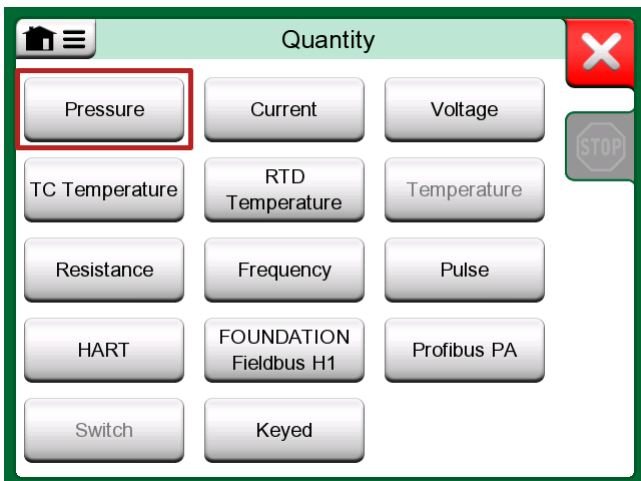 Quantity
Pressure
Current
Voltage
STOP
TC Temperature
RTD
Temperature
Temperature
Resistance
Frequency
Pulse
HART
FOUNDATION
Fieldbus H1
Profibus PA
Switch
Keyed